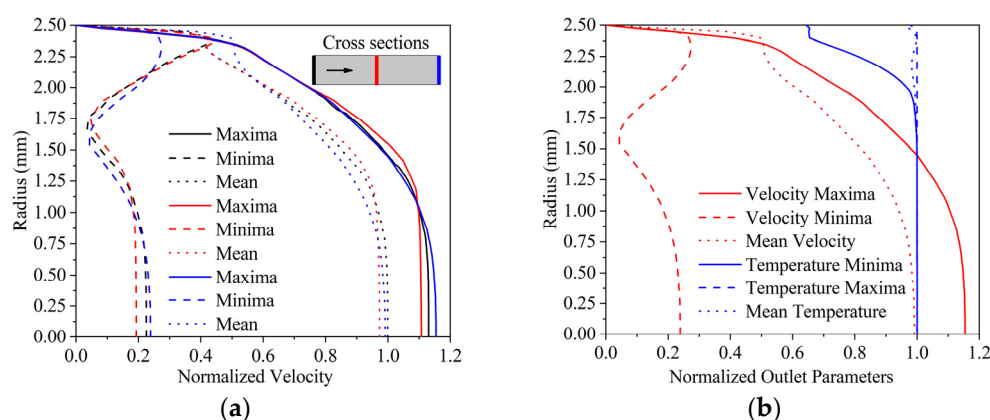 2.50
2.25
2.00
1.75
1.50
1.25
1.00
0.75
0.50
0.25
0.00
Radius (mm)
Cross sections
Maxima
Minima
Mean
Maxima
Minima
Mean
Maxima
Minima
Mean
0.0 0.2 0.4 0.6 0.8 1.0 1.2
Normalized Velocity
(a)
2.50
2.25
2.00
1.75
1.50
1.25
1.00
0.75
0.50
0.25
0.00
Radius (mm)
Velocity Maxima
Velocity Minima
Mean Velocity
Temperature Minima
Temperature Maxima
Mean Temperature
0.0 0.2 0.4 0.6 0.8 1.0 1.2
Normalized Outlet Parameters
(b)